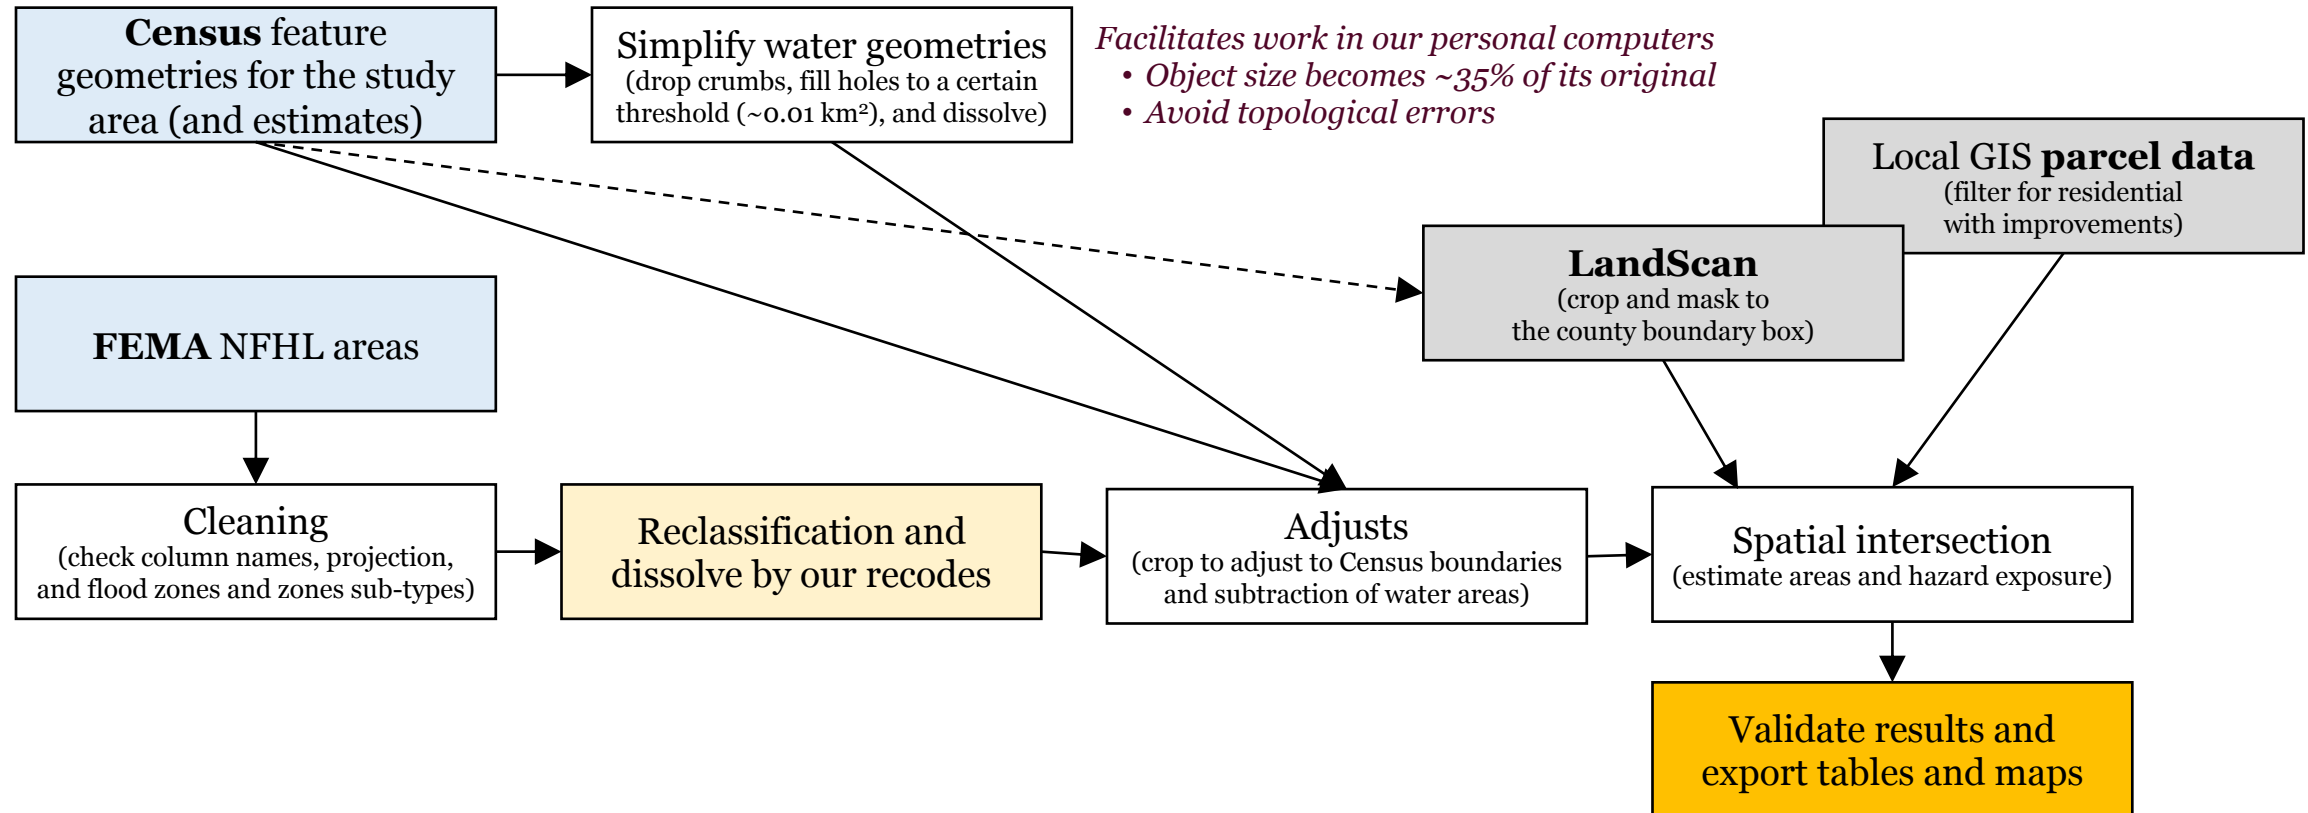 Census feature
geometries for the study
area (and estimates)
Simplify water geometries
(drop crumbs, fill holes to a certain
threshold (~0.01 km²), and dissolve)
Facilitates work in our personal computers
• Object size becomes ~35% of its original
• Avoid topological errors
Local GIS parcel data
(filter for residential
with improvements)
LandScan
(crop and mask to
the county boundary box)
FEMA NFHL areas
Cleaning
(check column names, projection,
and flood zones and zones sub-types)
Reclassification and
dissolve by our recodes
Adjusts
(crop to adjust to Census boundaries
and subtraction of water areas)
Spatial intersection
(estimate areas and hazard exposure)
Validate results and
export tables and maps